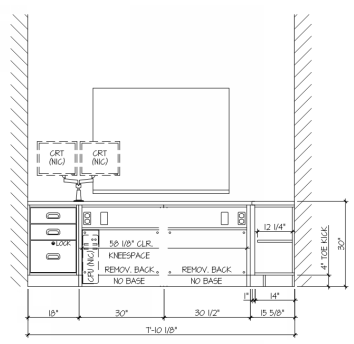 CRT
(NIC)
CRT
(NIC)
12 1/4"
LOCK
58 1/8" CLR.
KNEESPACE
CPU (NIC)
REMOV. BACK
NO BASE
REMOV. BACK
NO BASE
4" TOE KICK
30"
1"
14"
18"
30"
30 1/2"
15 5/8"
7'-10 1/8"